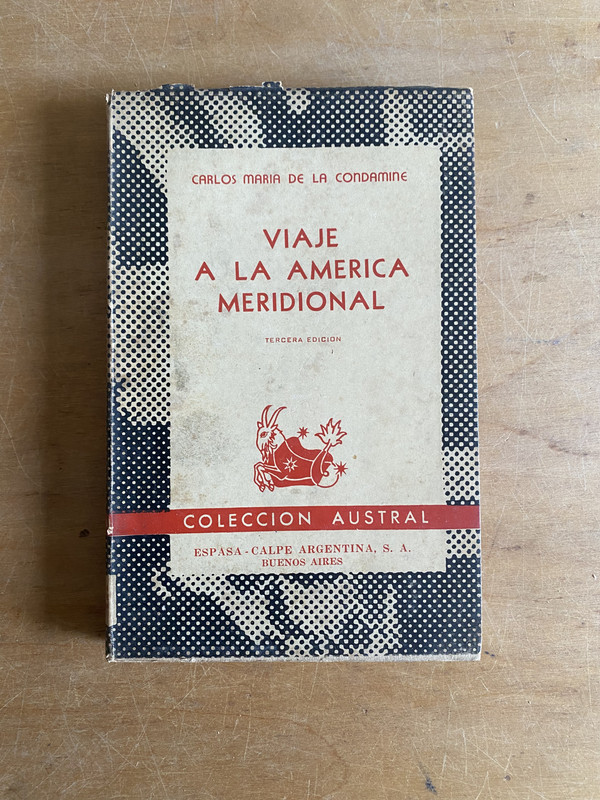 CARLOS MARIA DE LA CONDAMINE
VIAJE
A LA AMERICA
MERIDIONAL
TERCERA EDICION
COLECCION AUSTRAL
ESPASA - CALPE ARGENTINA, S. A.
BUENOS AIRES